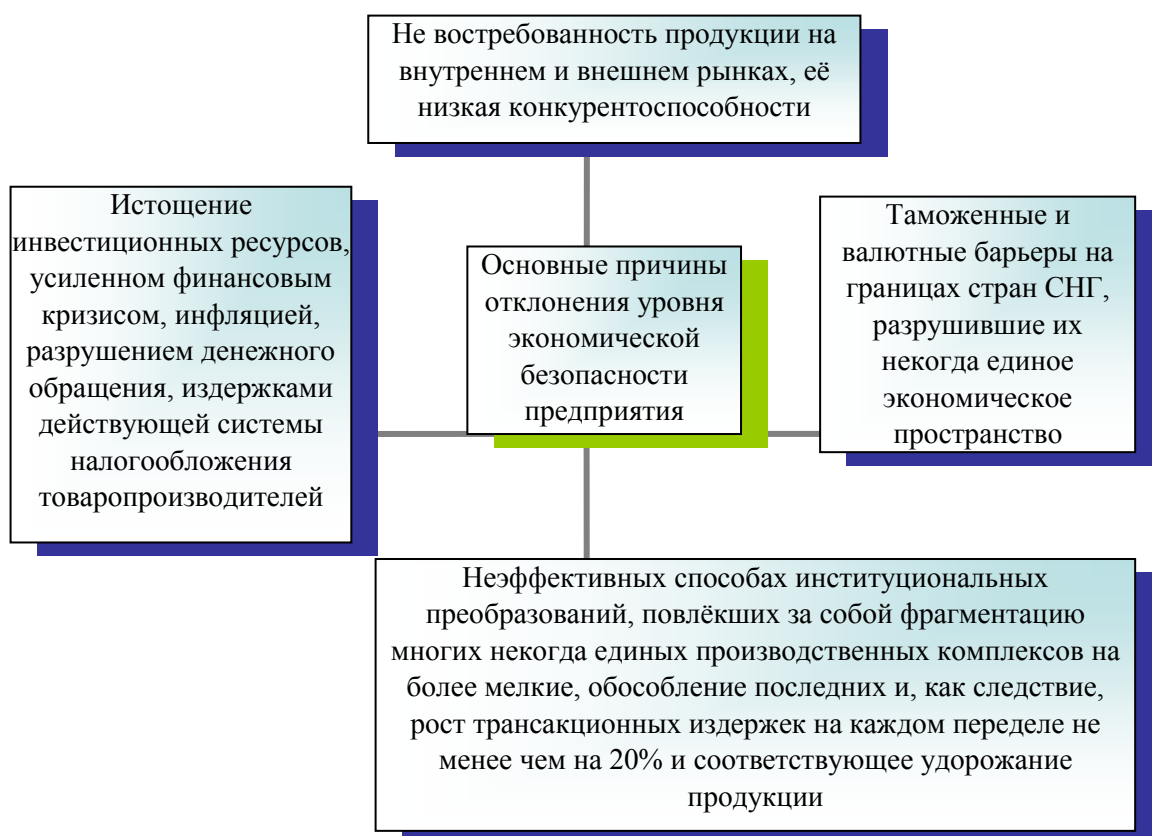 Не востребованность продукции на
внутреннем и внешнем рынках, её
низкая конкурентоспособности
Истощение
инвестиционных ресурсов,
усиленном финансовым
кризисом, инфляцией,
разрушением денежного
обращения, издержками
действующей системы
налогообложения
товаропроизводителей
Основные причины
отклонения уровня
экономической
безопасности
предприятия
Таможенные и
валютные барьеры на
границах стран СНГ,
разрушившие их
некогда единое
экономическое
пространство
Неэффективных способах институциональных
преобразований, повлёкших за собой фрагментацию
многих некогда единых производственных комплексов на
более мелкие, обособление последних и, как следствие,
рост трансакционных издержек на каждом переделе не
менее чем на 20% и соответствующее удорожание
продукции